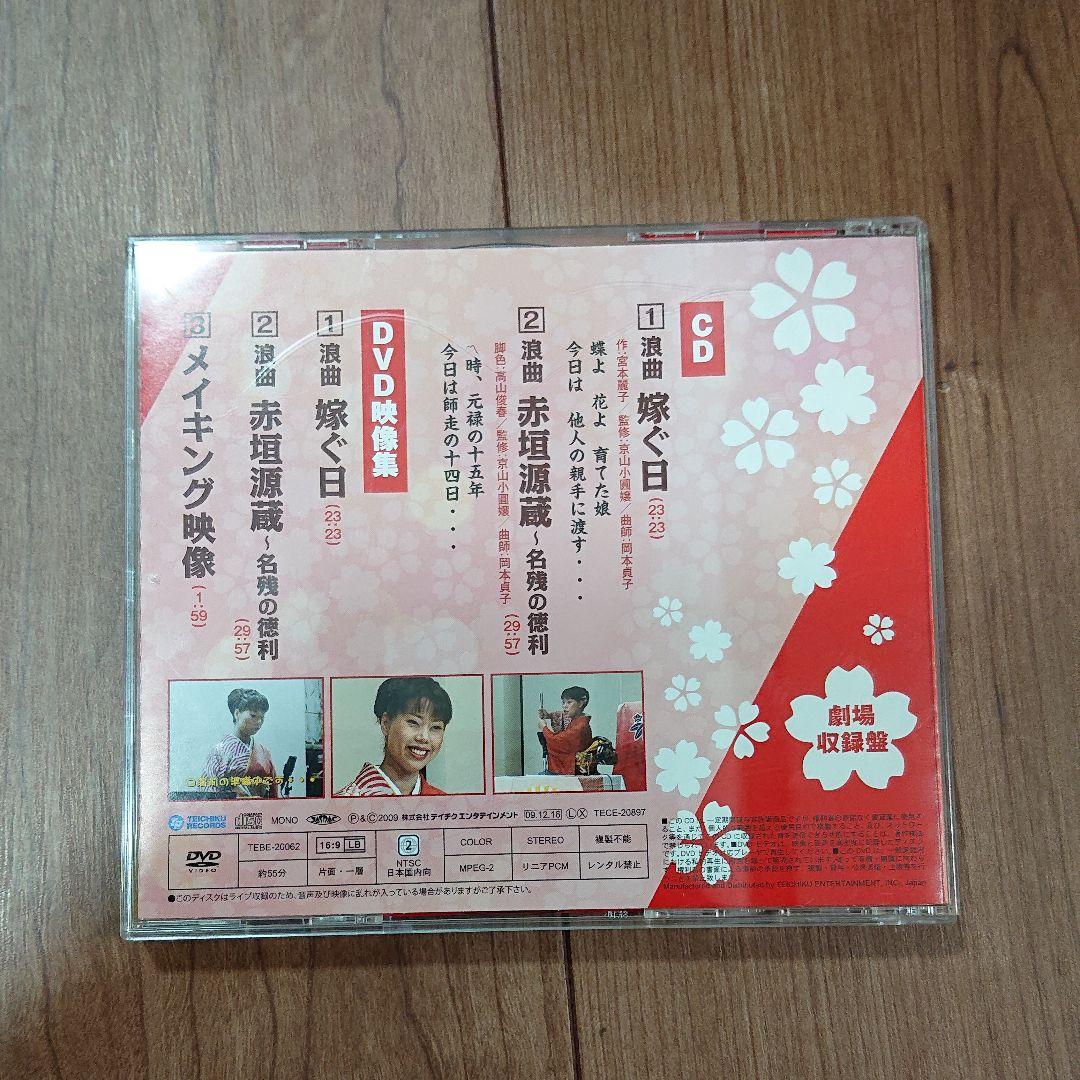 CD
1 浪曲 嫁ぐ日 (23:23)
作:宮本麗子 監修:京山小圓嬢/曲師:岡本貞子
蝶よ 花よ 育てた娘
今日は 他人の親手に渡す・・・
2 浪曲 赤垣源蔵~名残の徳利 (29:57)
脚色:高山俊春/監修:京山小圓嬢/曲師:岡本貞子
時、元禄の十五年
今日は師走の十四日・・・
DVD映像集
1 浪曲 嫁ぐ日 (23:23)
2 浪曲 赤垣源蔵~名残の徳利 (29:57)
3 メイキング映像 (1:59)
劇場
収録盤
TEICHIKU
RECORDS
MONO
Ⓟ&Ⓒ2009 株式会社テイチクエンタテインメント
09.12.16
Ⓛ Ⓧ
TECE-20897
DVD
VIDEO
TEBE-20062
16:9 LB
2
NTSC
日本国内向
COLOR
STEREO
複製不能
約55分
片面・一層
MPEG-2
リニアPCM
レンタル禁止
●このディスクはライブ収録のため、音声及び映像に乱れが入っている場合がありますがご了承下さい。
Manufactured and Distributed by TEICHIKU ENTERTAINMENT, INC., Japan